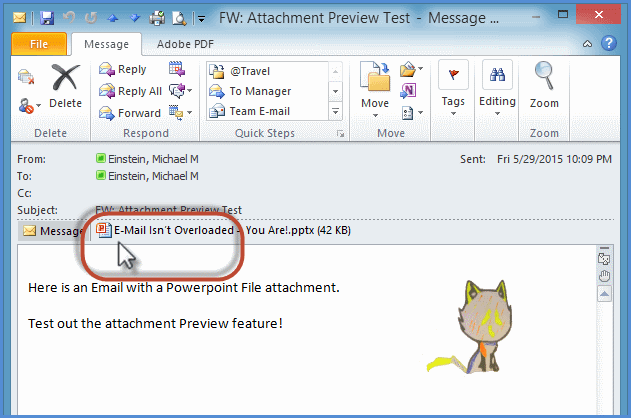 FW: Attachment Preview Test - Message ...
File Message Adobe PDF
Delete
Reply
Reply All
Forward
@Travel
To Manager
Team E-mail
Move
Tags
Editing
Zoom
Delete Respond Quick Steps Move Zoom
From: Einstein, Michael M Sent: Fri 5/29/2015 10:09 PM
To: Einstein, Michael M
Cc:
Subject: FW: Attachment Preview Test
Message E-Mail Isn't Overloaded - You Are!.pptx (42 KB)
Here is an Email with a Powerpoint File attachment.
Test out the attachment Preview feature!